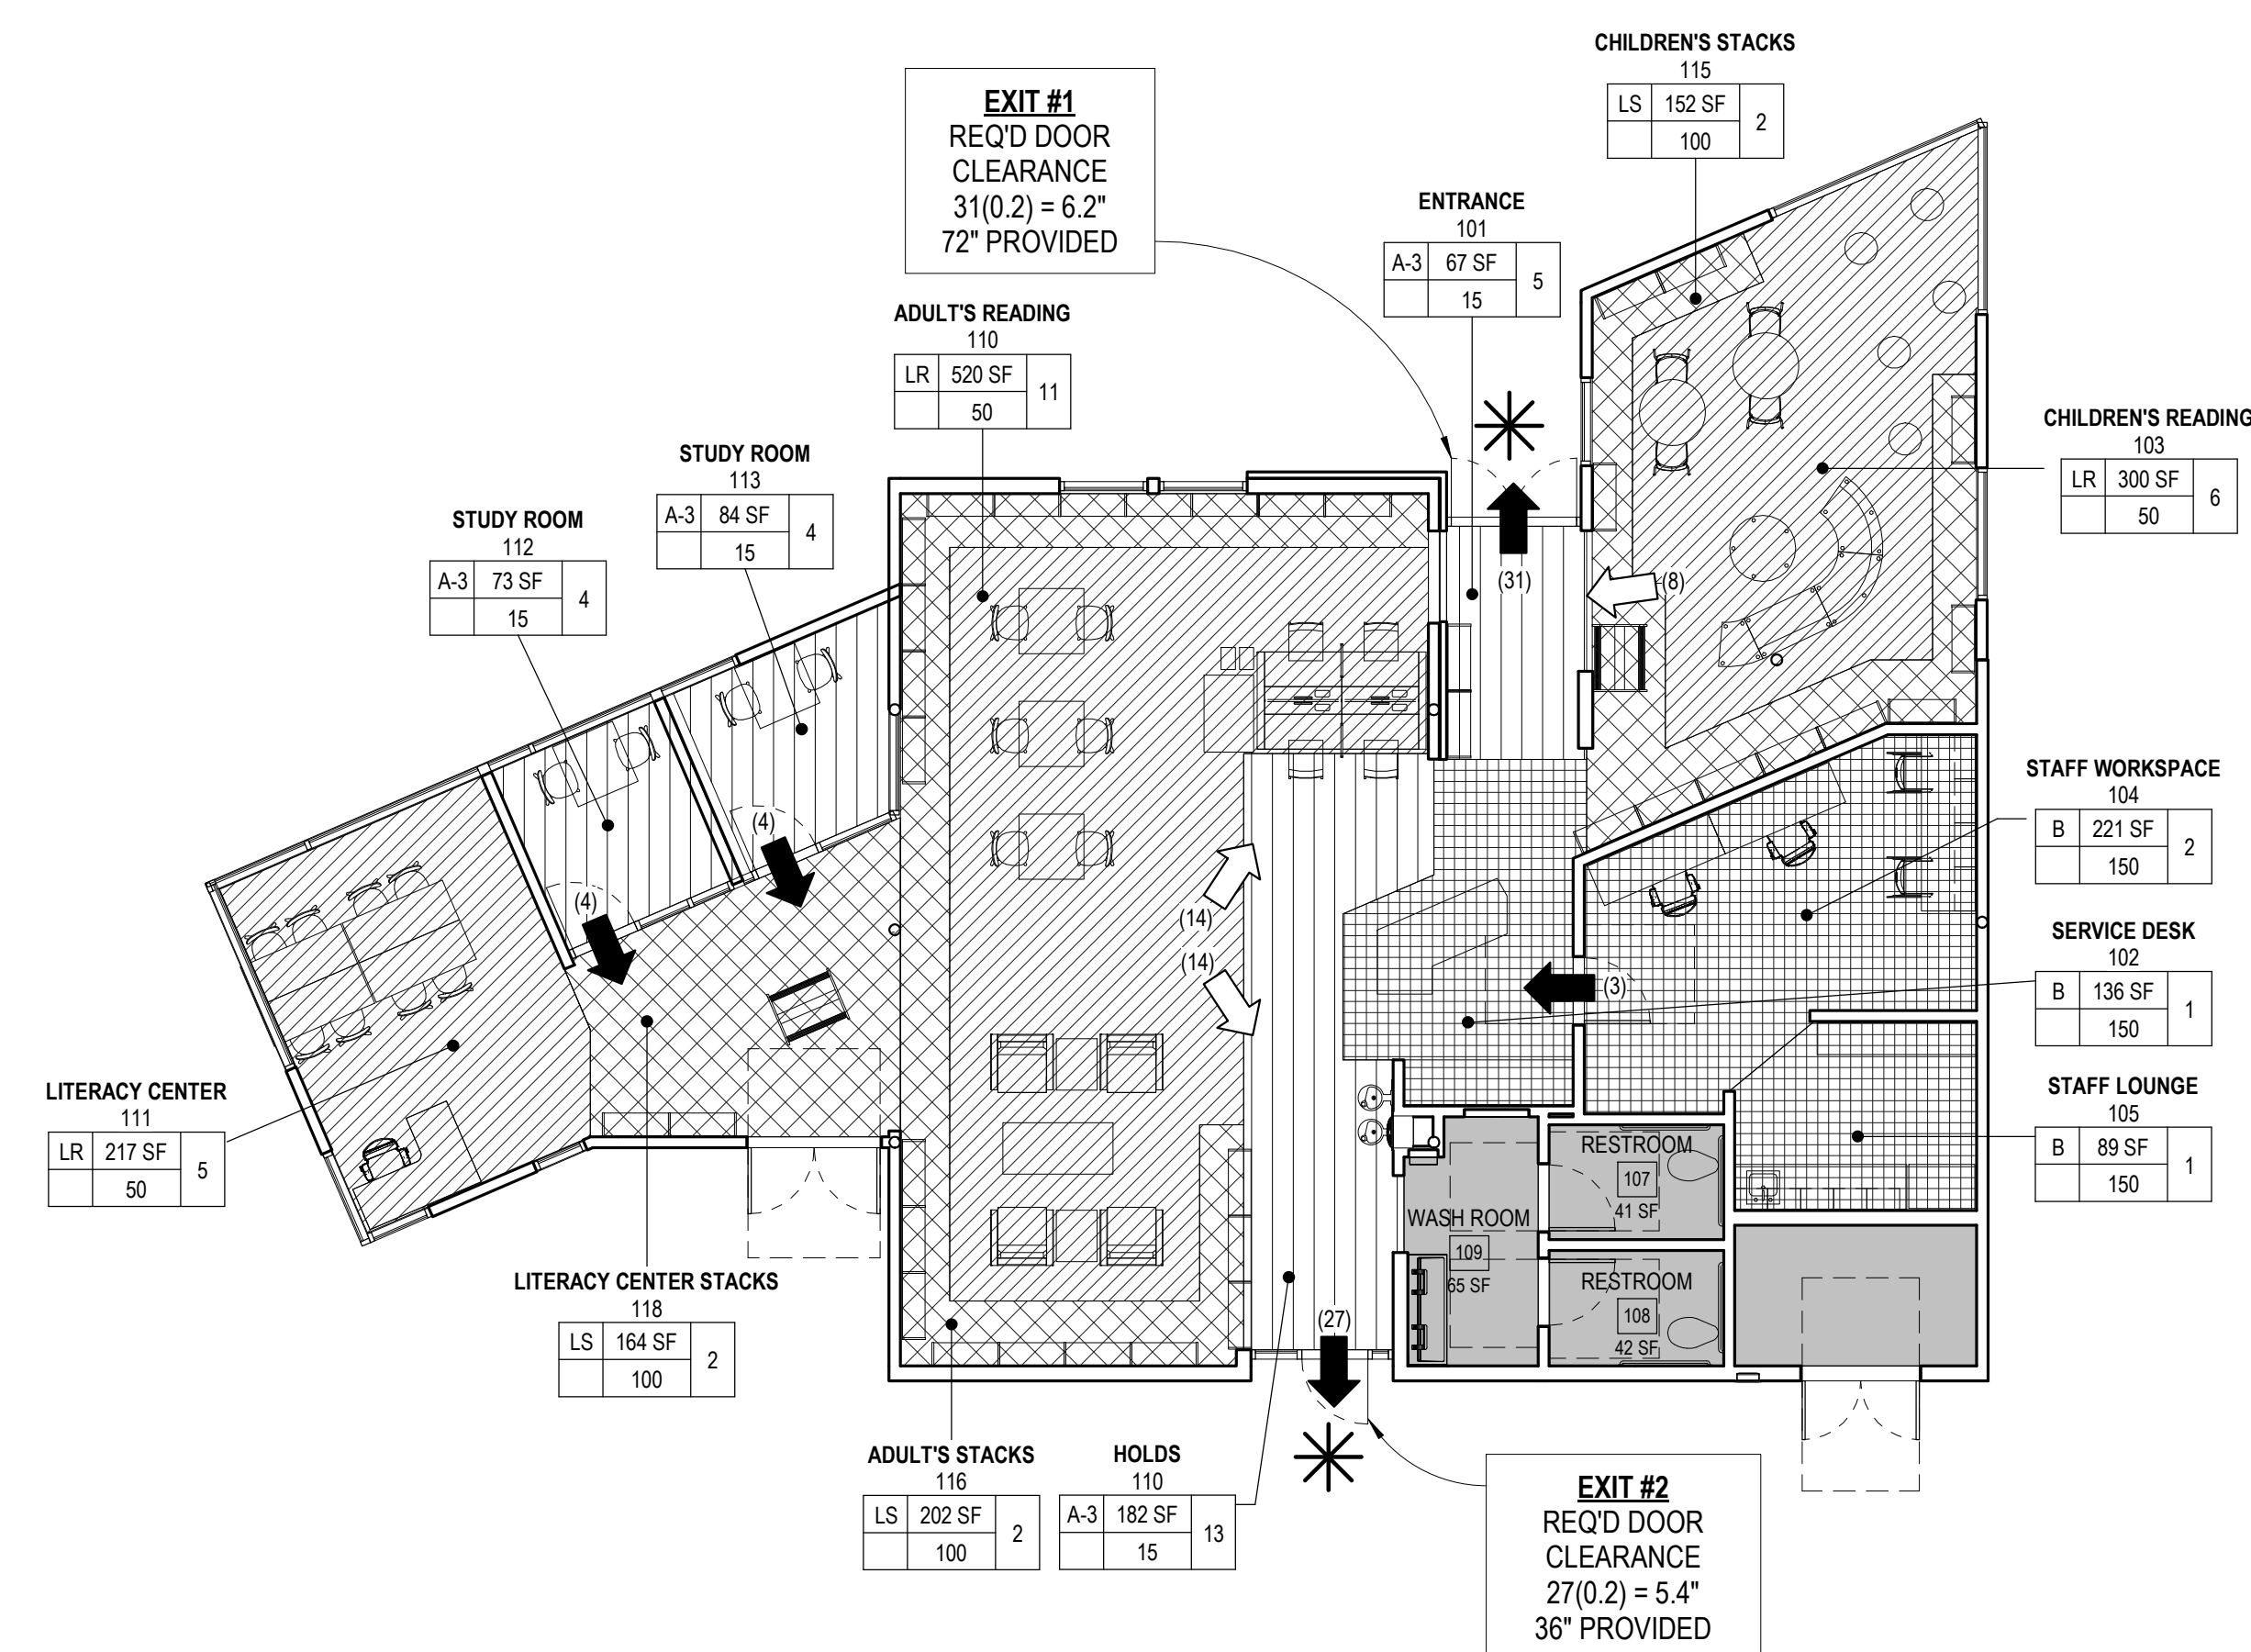 CHILDREN'S STACKS
115
LS 152 SF 2
100
EXIT #1
REQ'D DOOR
CLEARANCE
31(0.2) = 6.2"
72" PROVIDED
ENTRANCE
101
A-3 67 SF 5
15
ADULT'S READING
110
LR 520 SF 11
50
CHILDREN'S READING
103
LR 300 SF 6
50
STUDY ROOM
113
A-3 84 SF 4
15
STUDY ROOM
112
A-3 73 SF 4
15
(31)
(8)
(4)
(4)
(14)
(14)
(3)
STAFF WORKSPACE
104
B 221 SF 2
150
SERVICE DESK
102
B 136 SF 1
150
STAFF LOUNGE
105
B 89 SF 1
150
LITERACY CENTER
111
LR 217 SF 5
50
RESTROOM
107
41 SF
WASH ROOM
109
65 SF
RESTROOM
108
42 SF
(27)
LITERACY CENTER STACKS
118
LS 164 SF 2
100
ADULT'S STACKS
116
LS 202 SF 2
100
HOLDS
110
A-3 182 SF 13
15
EXIT #2
REQ'D DOOR
CLEARANCE
27(0.2) = 5.4"
36" PROVIDED